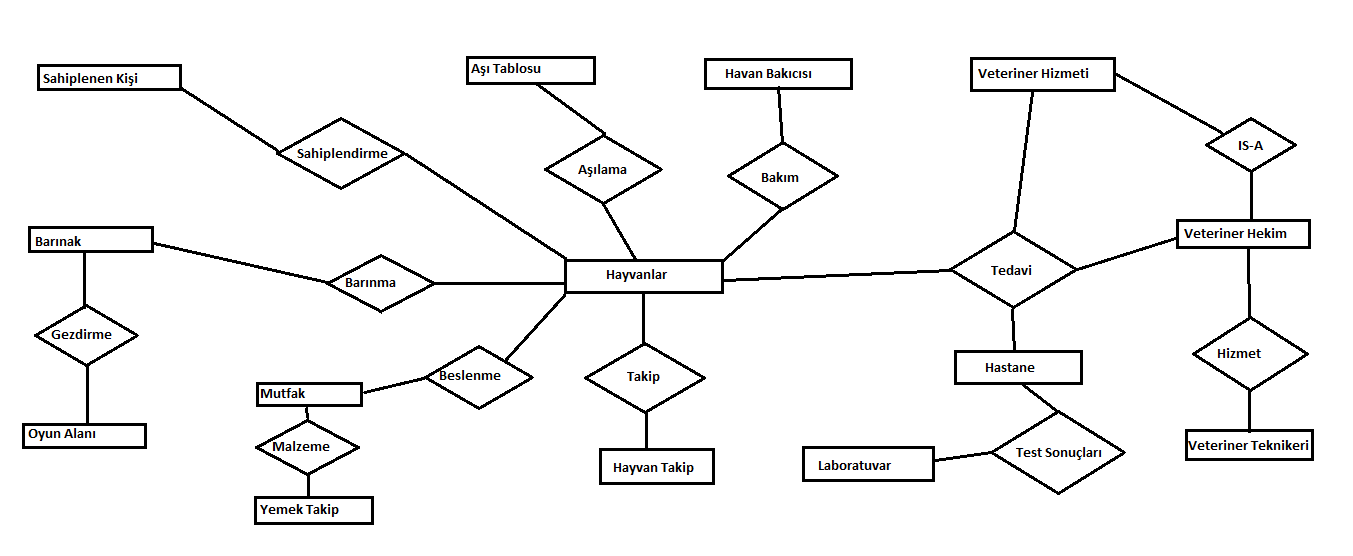 Sahiplenen Kişi
Aşı Tablosu
Havan Bakıcısı
Veteriner Hizmeti
Sahiplendirme
Aşılama
Bakım
IS-A
Barınak
Veteriner Hekim
Barınma
Hayvanlar
Tedavi
Gezdirme
Beslenme
Takip
Hastane
Hizmet
Mutfak
Oyun Alanı
Malzeme
Hayvan Takip
Laboratuvar
Test Sonuçları
Veteriner Teknikeri
Yemek Takip